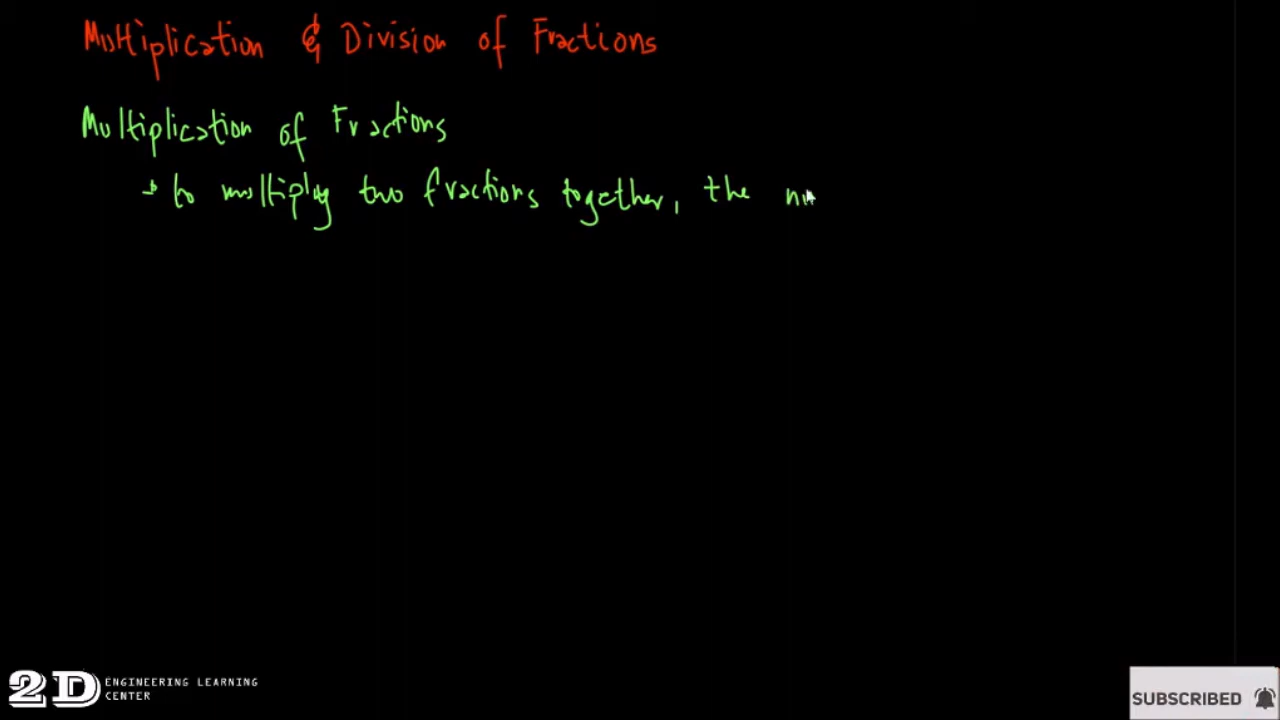 Multiplication & Division of Fractions
Multiplication of Fractions
to multiply two fractions together, the
2D ENGINEERING LEARNING
CENTER
SUBSCRIBED